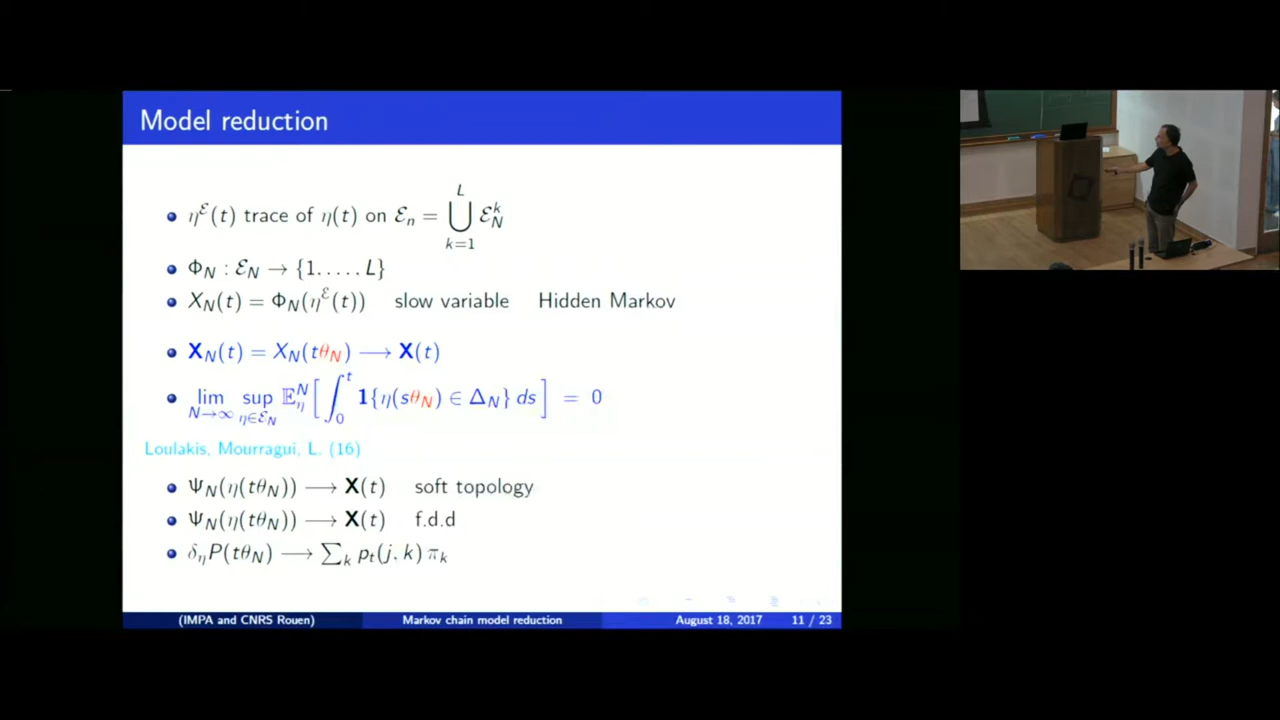 Model reduction
η^ℰ(t) trace of η(t) on ℰ_n = ⋃_{k=1}^{L} ℰ_N^k
Φ_N : ℰ_N → {1, . . . , L}
X_N(t) = Φ_N(η^ℰ(t)) slow variable Hidden Markov
𝐗_N(t) = X_N(tθ_N) ⟶ 𝐗(t)
lim_{N→∞} sup_{η∈ℰ_N} 𝔼_η^N [ ∫_0^t 𝟏{η(sθ_N) ∈ Δ_N} ds ] = 0
Loulakis, Mourragui, L. (16)
Ψ_N(η(tθ_N)) ⟶ 𝐗(t) soft topology
Ψ_N(η(tθ_N)) ⟶ 𝐗(t) f.d.d
δ_η P(tθ_N) ⟶ ∑_k p_t(j, k) π_k
(IMPA and CNRS Rouen) Markov chain model reduction August 18, 2017 11 / 23